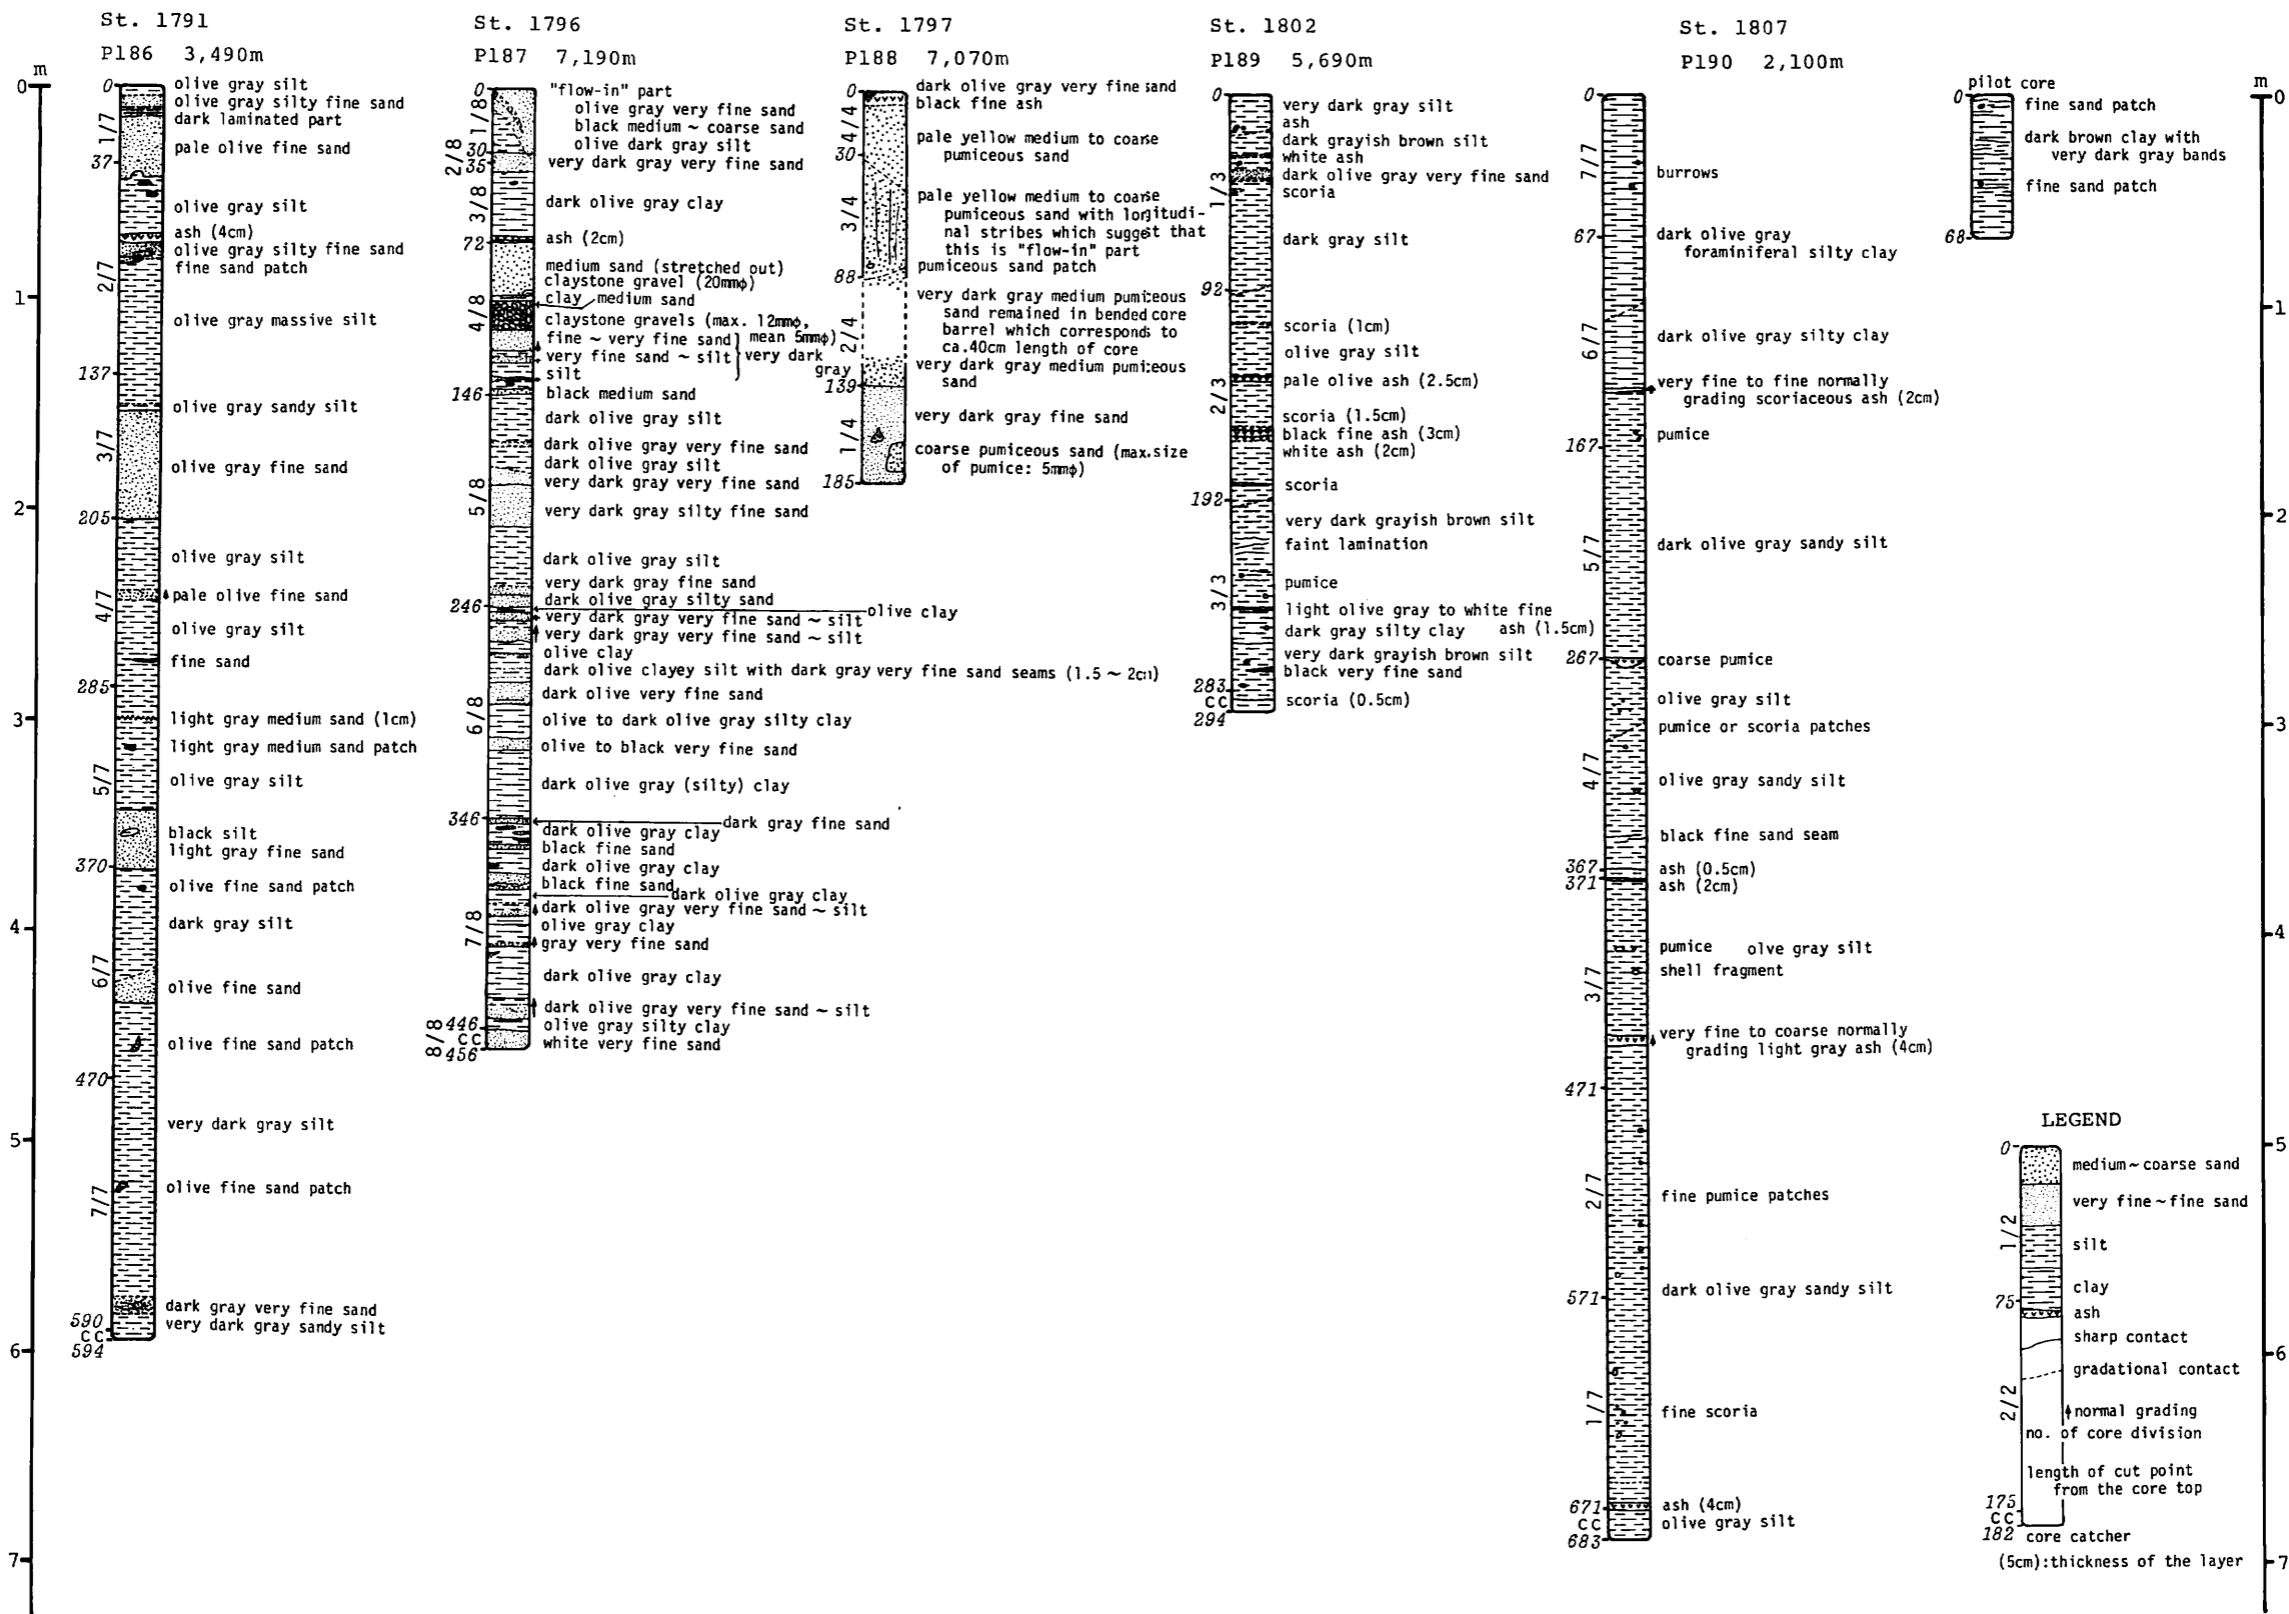 St. 1791
P186 3,490m
m
0
1
2
3
4
5
6
7
0
37
137
205
285
370
470
590
CC
594
1/7
2/7
3/7
4/7
5/7
6/7
7/7
olive gray silt
olive gray silty fine sand
dark laminated part
pale olive fine sand
olive gray silt
ash (4cm)
olive gray silty fine sand
fine sand patch
olive gray massive silt
olive gray sandy silt
olive gray fine sand
olive gray silt
pale olive fine sand
olive gray silt
fine sand
light gray medium sand (1cm)
light gray medium sand patch
olive gray silt
black silt
light gray fine sand
olive fine sand patch
dark gray silt
olive fine sand
olive fine sand patch
very dark gray silt
olive fine sand patch
dark gray very fine sand
very dark gray sandy silt
St. 1796
P187 7,190m
0
30
35
72
146
246
346
446
CC
456
1/8
2/8
3/8
4/8
5/8
6/8
7/8
8/8
"flow-in" part
olive gray very fine sand
black medium ~ coarse sand
olive dark gray silt
very dark gray very fine sand
dark olive gray clay
ash (2cm)
medium sand (stretched out)
claystone gravel (20mmφ)
clay medium sand
claystone gravels (max. 12mmφ,
fine ~ very fine sand mean 5mmφ)
very fine sand ~ silt very dark
silt gray
black medium sand
dark olive gray silt
dark olive gray very fine sand
dark olive gray silt
very dark gray very fine sand
very dark gray silty fine sand
dark olive gray silt
very dark gray fine sand
dark olive gray silty sand
olive clay
very dark gray very fine sand ~ silt
very dark gray very fine sand ~ silt
olive clay
dark olive clayey silt with dark gray very fine sand seams (1.5 ~ 2cm)
dark olive very fine sand
olive to dark olive gray silty clay
olive to black very fine sand
dark olive gray (silty) clay
dark gray fine sand
dark olive gray clay
black fine sand
dark olive gray clay
black fine sand
dark olive gray clay
dark olive gray very fine sand ~ silt
olive gray clay
gray very fine sand
dark olive gray clay
dark olive gray very fine sand ~ silt
olive gray silty clay
white very fine sand
St. 1797
P188 7,070m
0
30
88
139
185
4/4
3/4
2/4
1/4
dark olive gray very fine sand
black fine ash
pale yellow medium to coarse
pumiceous sand
pale yellow medium to coarse
pumiceous sand with longitudi-
nal stribes which suggest that
this is "flow-in" part
pumiceous sand patch
very dark gray medium pumiceous
sand remained in bended core
barrel which corresponds to
ca.40cm length of core
very dark gray medium pumiceous
sand
very dark gray fine sand
coarse pumiceous sand (max.size
of pumice: 5mmφ)
St. 1802
P189 5,690m
0
92
192
283
CC
294
1/3
2/3
3/3
very dark gray silt
ash
dark grayish brown silt
white ash
dark olive gray very fine sand
scoria
dark gray silt
scoria (1cm)
olive gray silt
pale olive ash (2.5cm)
scoria (1.5cm)
black fine ash (3cm)
white ash (2cm)
scoria
very dark grayish brown silt
faint lamination
pumice
light olive gray to white fine
ash (1.5cm)
dark gray silty clay
very dark grayish brown silt
black very fine sand
scoria (0.5cm)
St. 1807
P190 2,100m
0
67
167
267
367
371
471
571
671
CC
683
7/7
6/7
5/7
4/7
3/7
2/7
1/7
burrows
dark olive gray
foraminiferal silty clay
dark olive gray silty clay
very fine to fine normally
grading scoriaceous ash (2cm)
pumice
dark olive gray sandy silt
coarse pumice
olive gray silt
pumice or scoria patches
olive gray sandy silt
black fine sand seam
ash (0.5cm)
ash (2cm)
pumice olve gray silt
shell fragment
very fine to coarse normally
grading light gray ash (4cm)
fine pumice patches
dark olive gray sandy silt
fine scoria
ash (4cm)
olive gray silt
pilot core
0
68
fine sand patch
dark brown clay with
very dark gray bands
fine sand patch
m
0
1
2
3
4
5
6
7
LEGEND
0
75
175
CC
182
1/2
2/2
medium~coarse sand
very fine~fine sand
silt
clay
ash
sharp contact
gradational contact
normal grading
no. of core division
length of cut point
from the core top
core catcher
(5cm):thickness of the layer